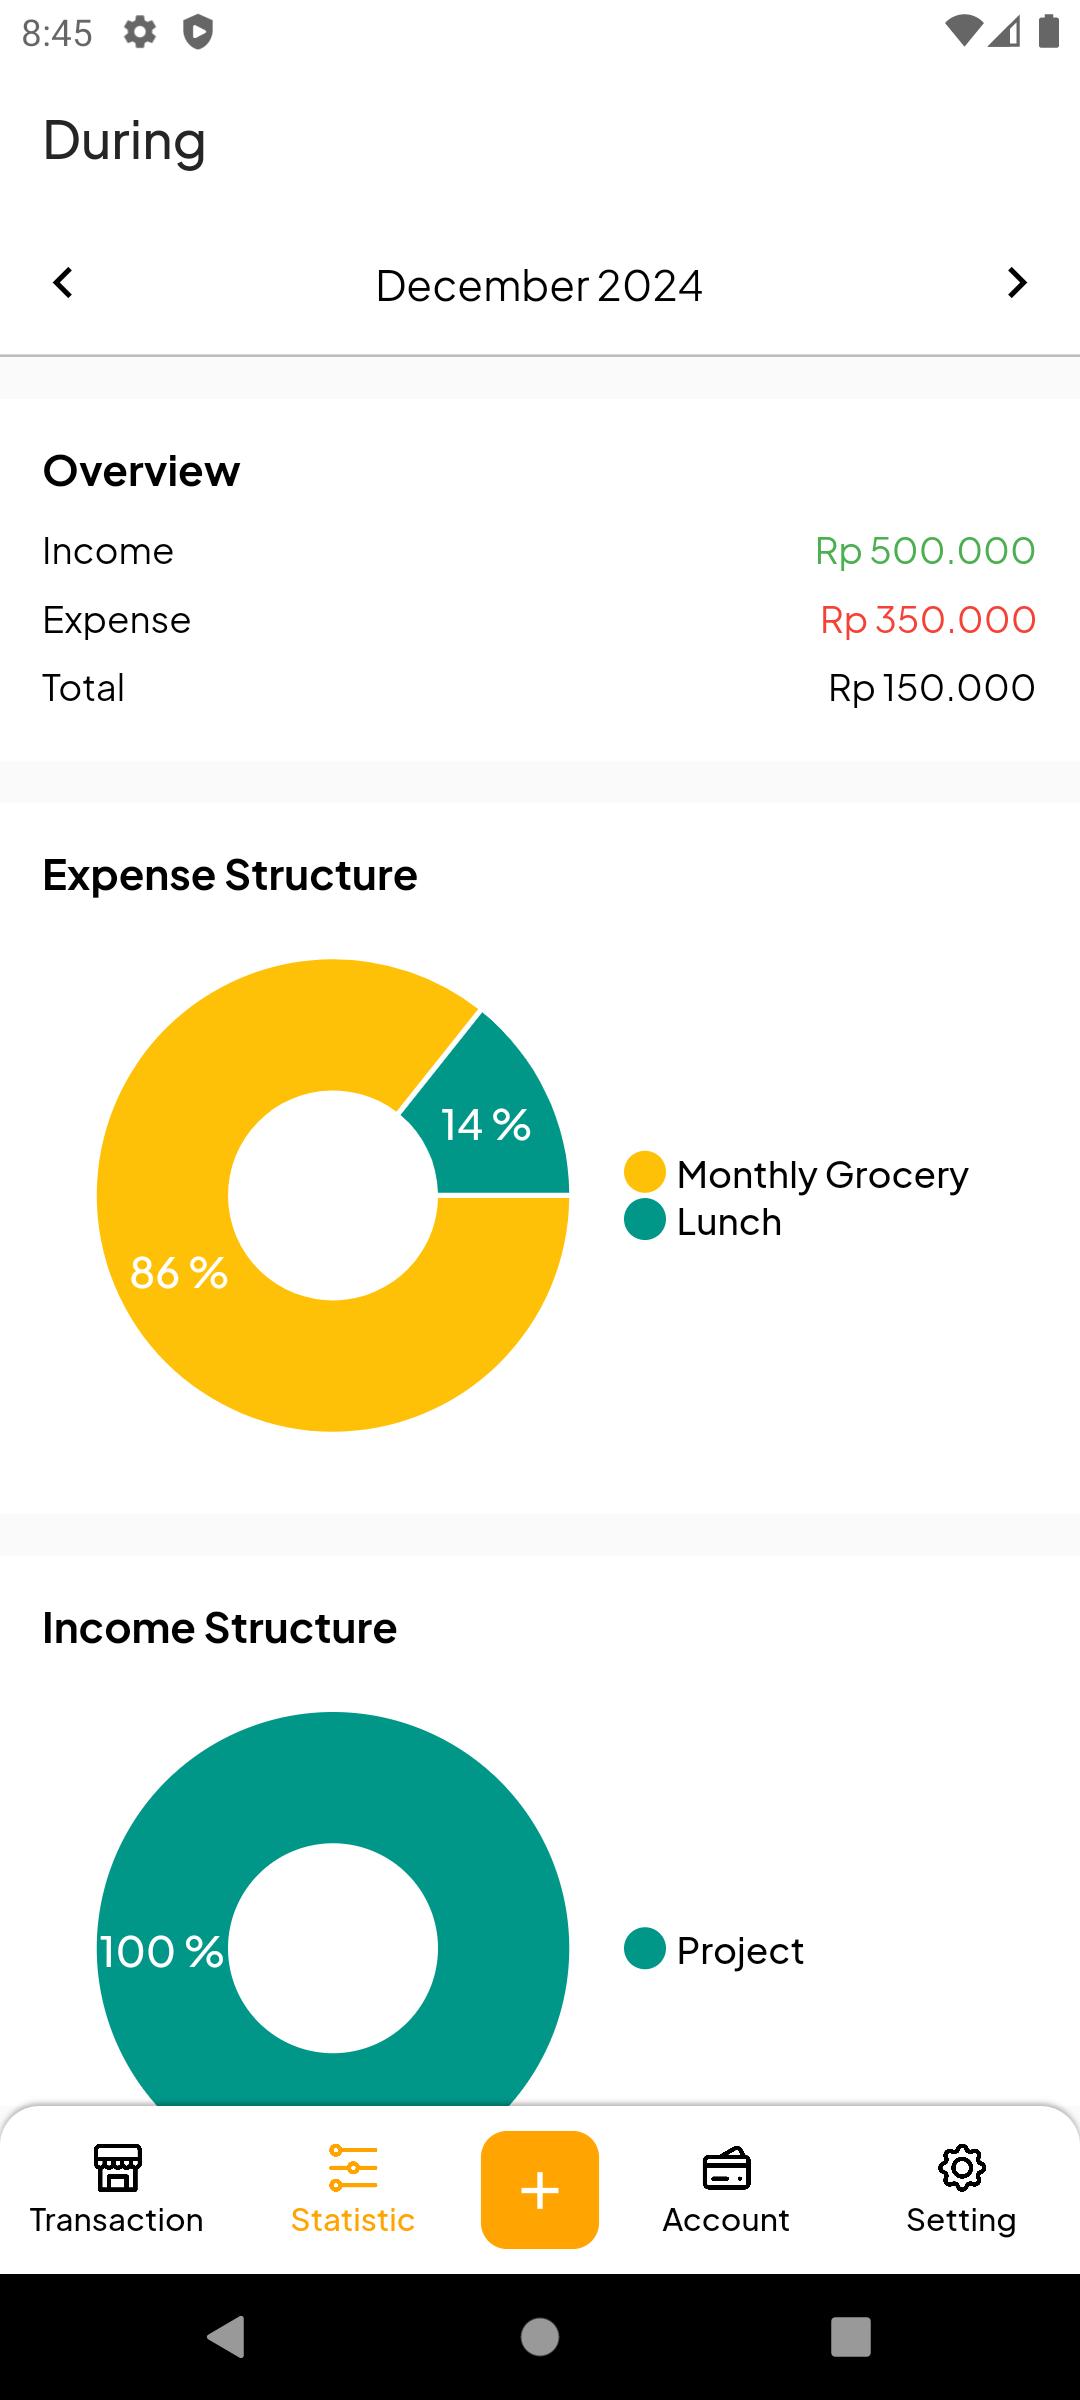 8:45
During
December 2024
Overview
Income Rp 500.000
Expense Rp 350.000
Total Rp 150.000
Expense Structure
14 %
86 %
Monthly Grocery
Lunch
Income Structure
100 %
Project
Transaction Statistic Account Setting